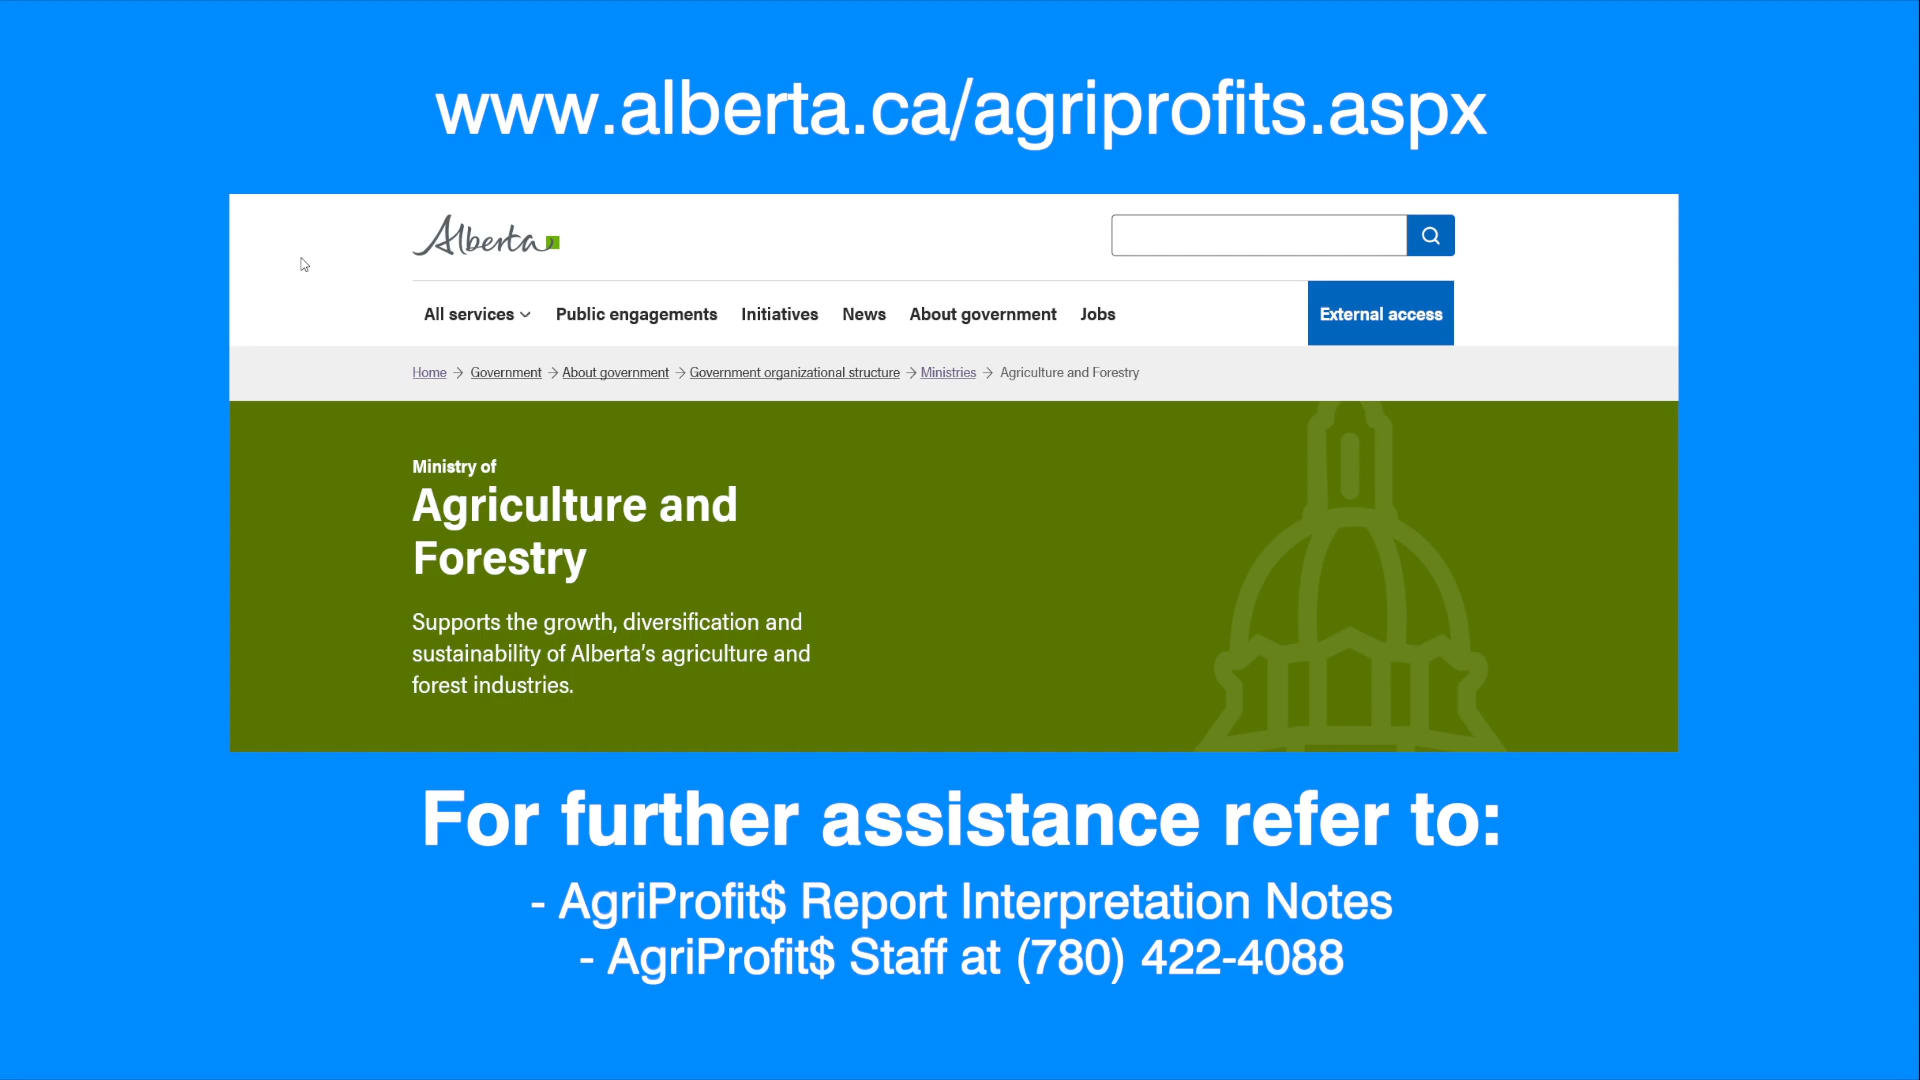 www.alberta.ca/agriprofits.aspx
Alberta
All services Public engagements Initiatives News About government Jobs External access
Home → Government → About government → Government organizational structure → Ministries → Agriculture and Forestry
Ministry of
Agriculture and
Forestry
Supports the growth, diversification and
sustainability of Alberta's agriculture and
forest industries.
For further assistance refer to:
- AgriProfit$ Report Interpretation Notes
- AgriProfit$ Staff at (780) 422-4088